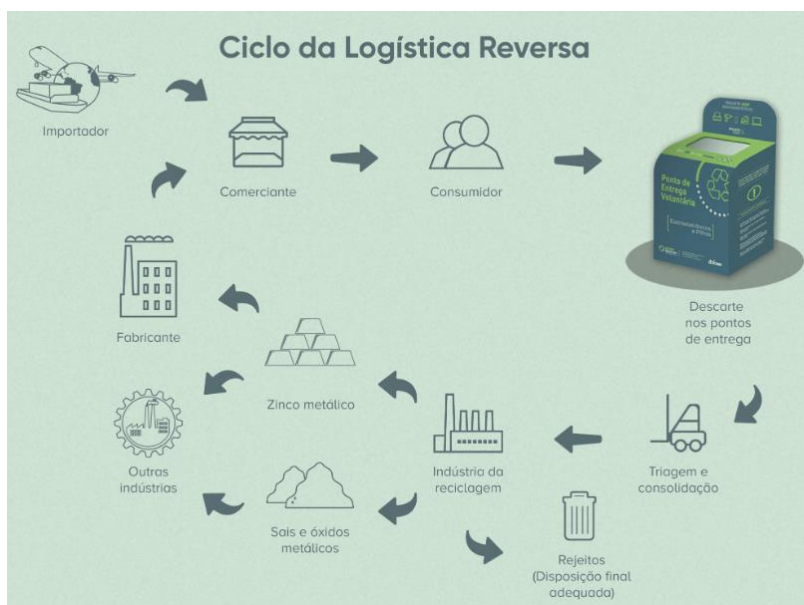 Ciclo da Logística Reversa
Importador
Comerciante
Consumidor
Ponto de
Entrega
Voluntária
Descarte
nos pontos
de entrega
Fabricante
Zinco metálico
Outras
indústrias
Indústria da
reciclagem
Triagem e
consolidação
Sais e óxidos
metálicos
Rejeitos
(Disposição final
adequada)